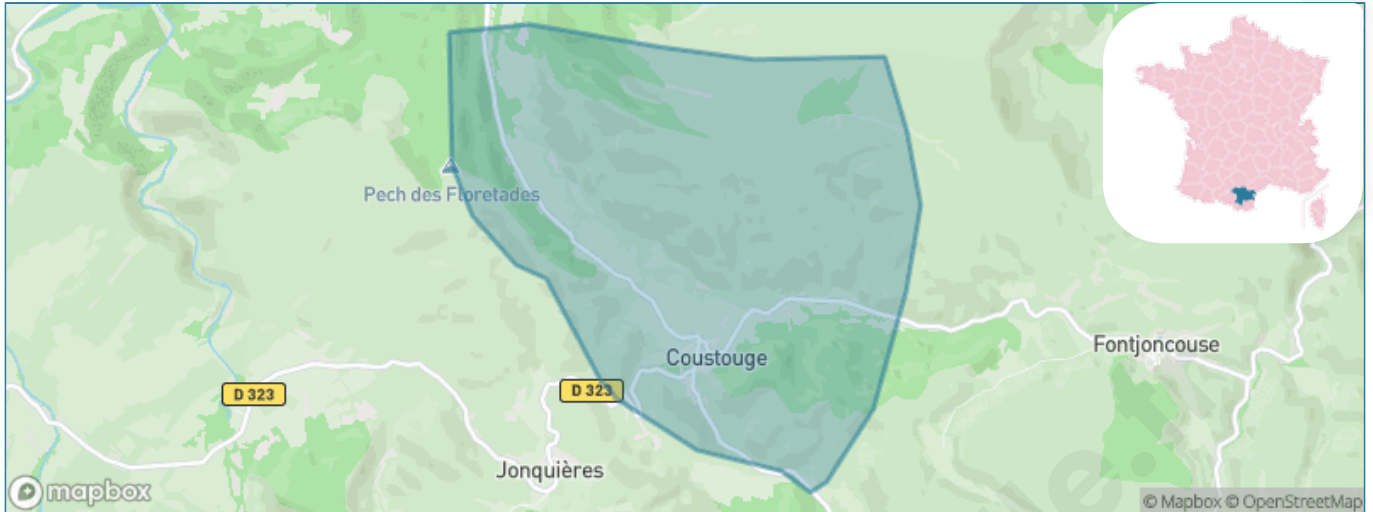 Pech des Floretades
Coustouge
Fontjoncouse
D 323
D 323
Jonquières
mapbox
© Mapbox © OpenStreetMap